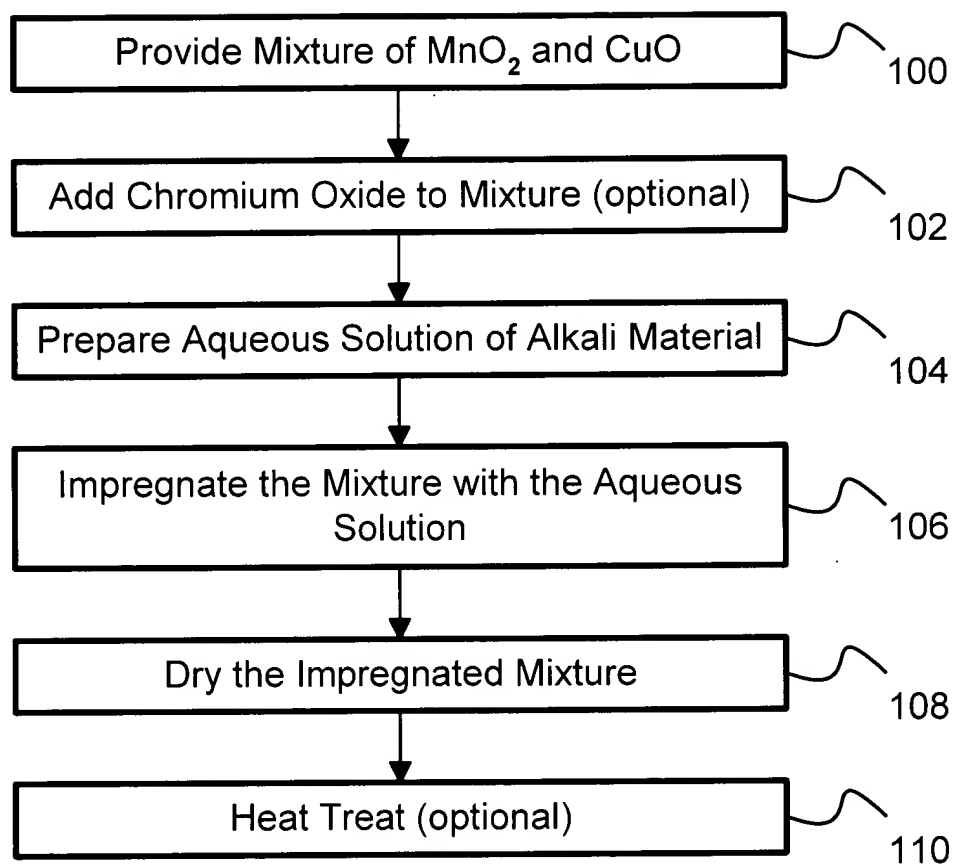 Provide Mixture of MnO₂ and CuO
100
Add Chromium Oxide to Mixture (optional)
102
Prepare Aqueous Solution of Alkali Material
104
Impregnate the Mixture with the Aqueous
Solution
106
Dry the Impregnated Mixture
108
Heat Treat (optional)
110